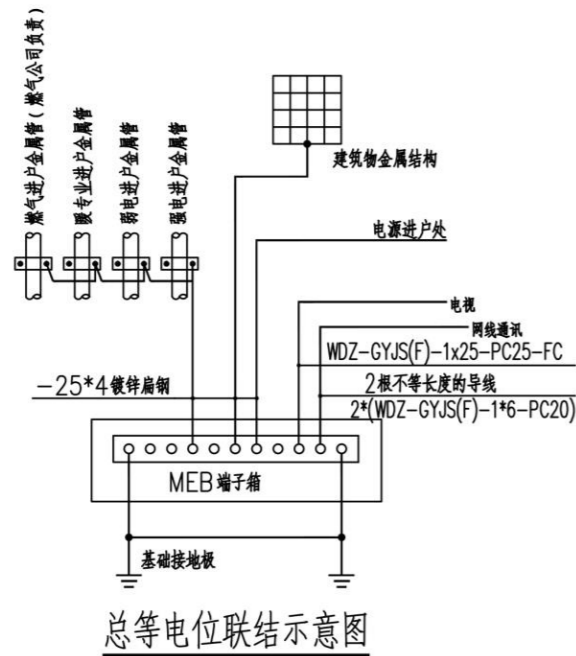 燃气进户金属管(燃气公司负责)
暖专业进户金属管
弱电进户金属管
强电进户金属管
建筑物金属结构
电源进户处
电视
网线通讯
WDZ-GYJS(F)-1x25-PC25-FC
-25*4镀锌扁钢
2根不等长度的导线
2*(WDZ-GYJS(F)-1*6-PC20)
MEB端子箱
基础接地极
总等电位联结示意图